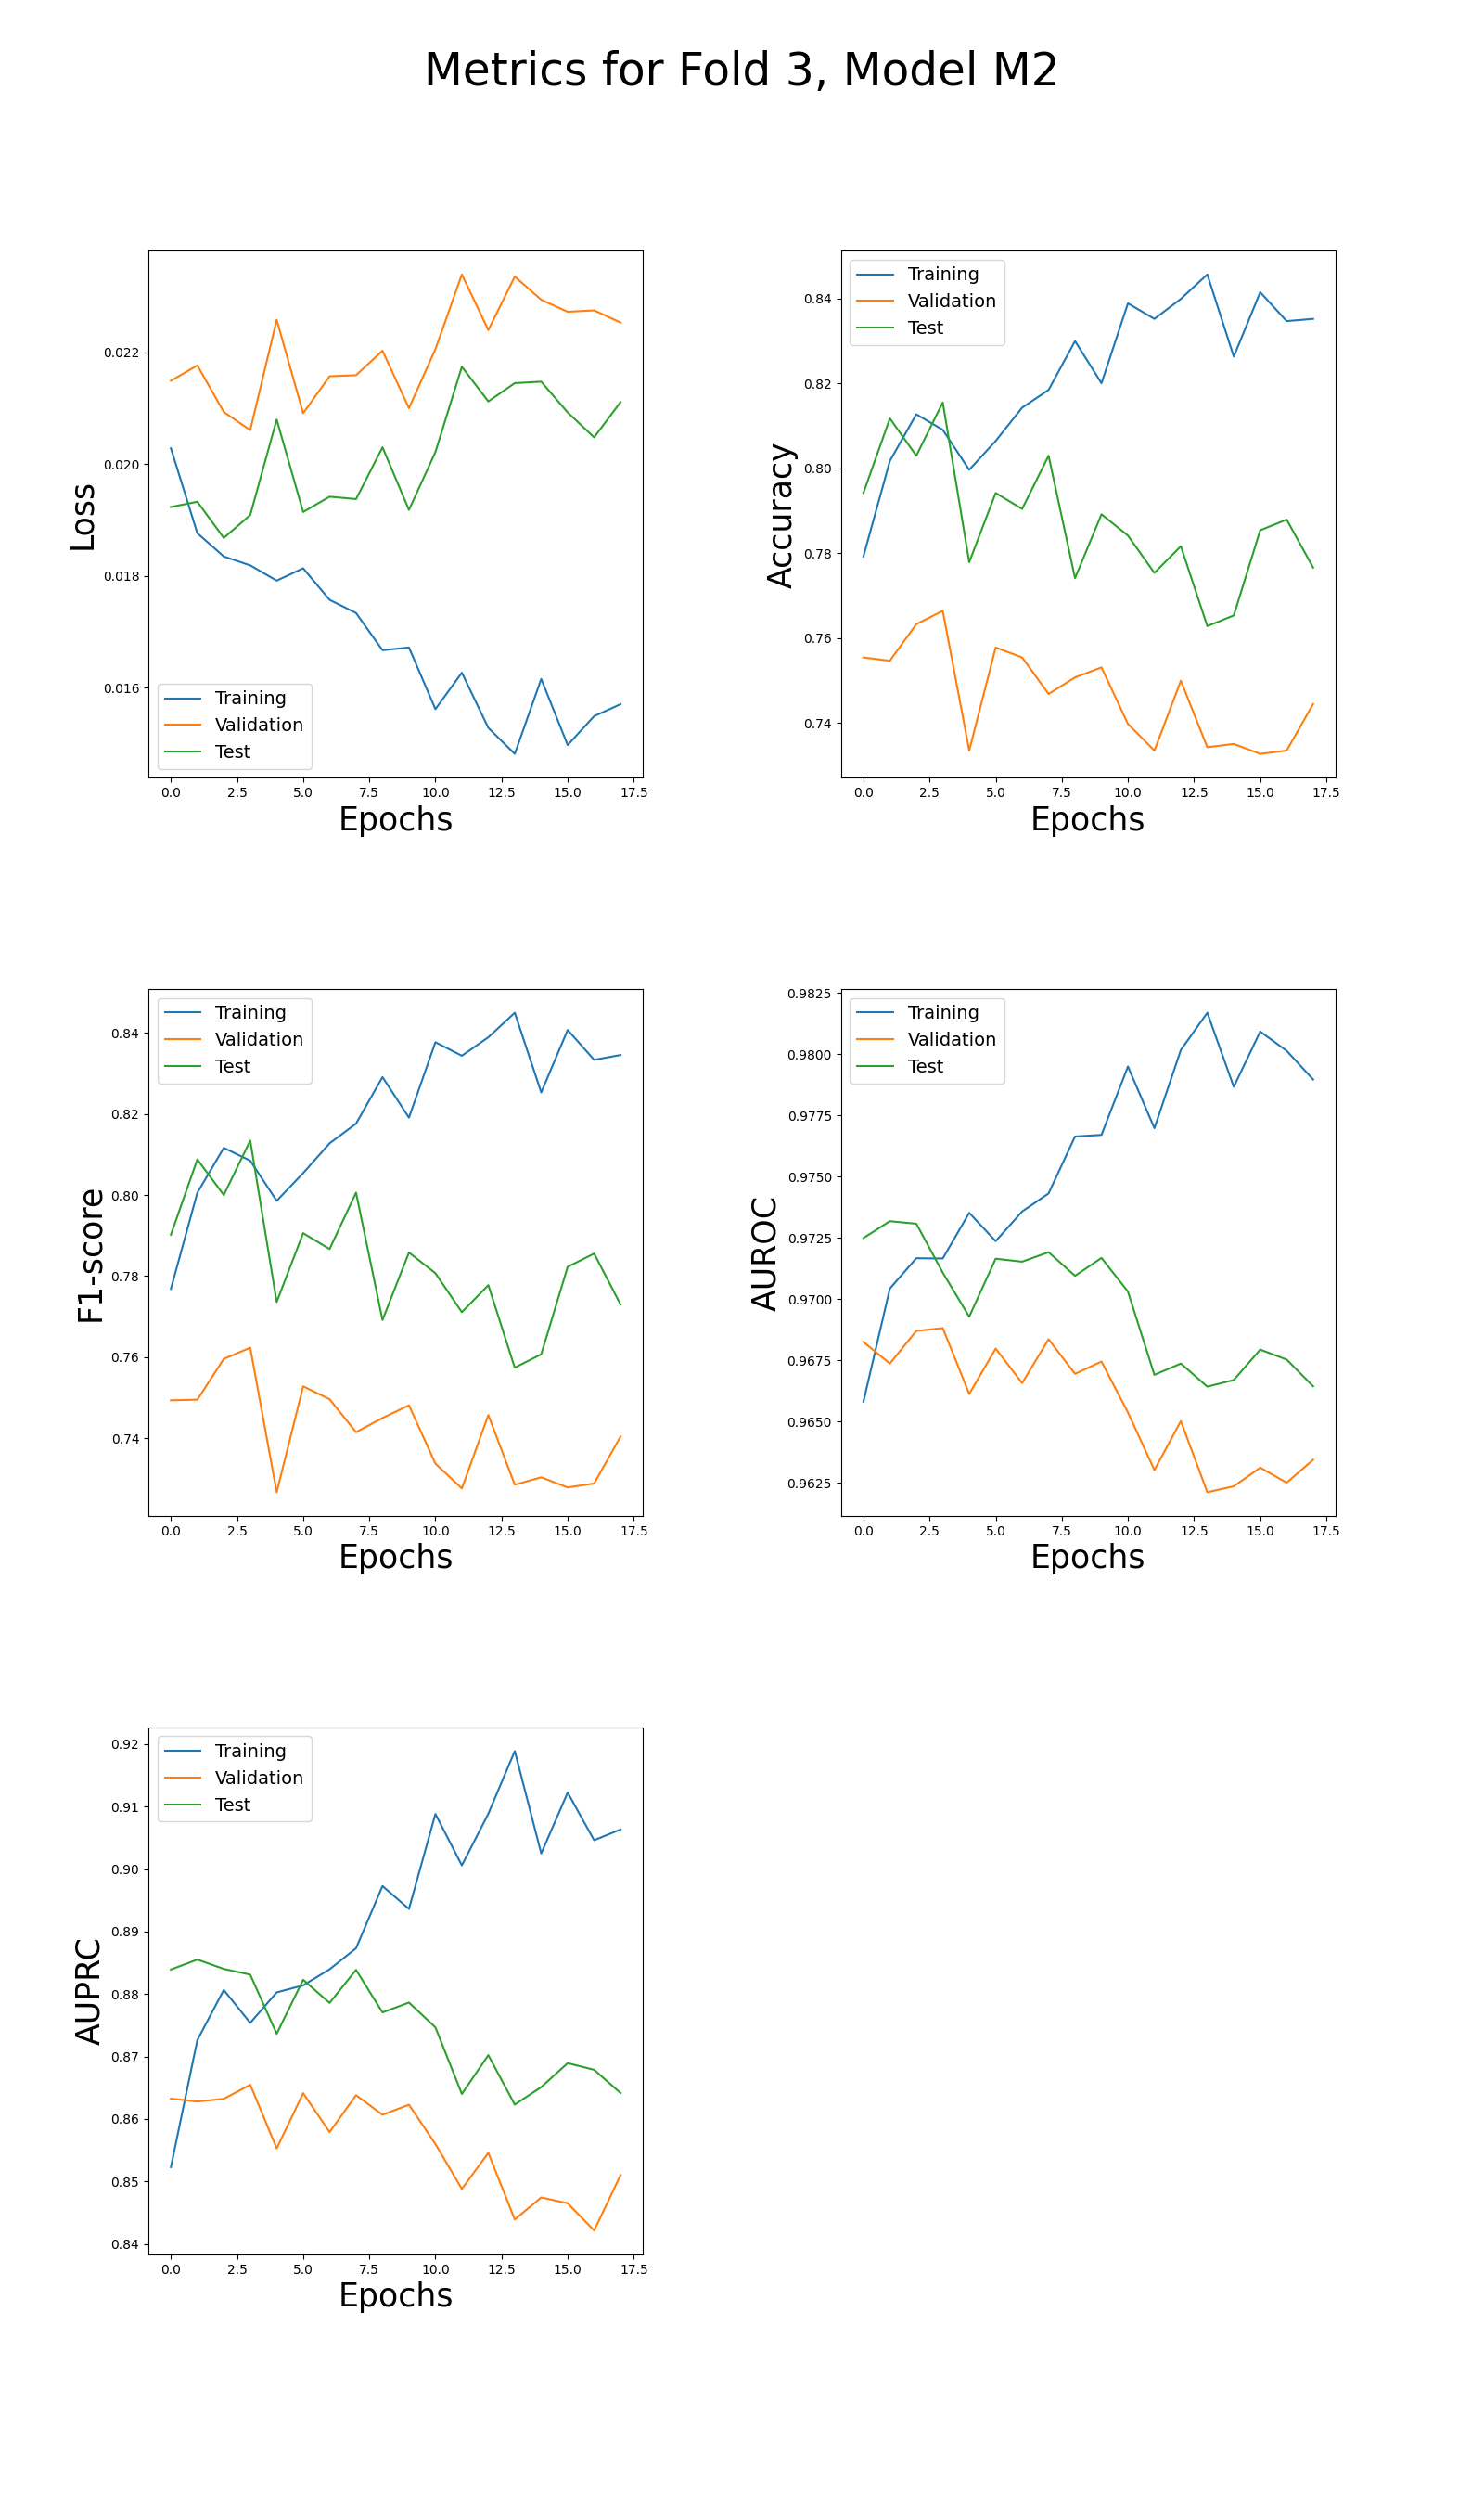 Metrics for Fold 3, Model M2
Loss
0.022
0.020
0.018
0.016
Training
Validation
Test
0.0 2.5 5.0 7.5 10.0 12.5 15.0 17.5
Epochs
Accuracy
0.84
0.82
0.80
0.78
0.76
0.74
Training
Validation
Test
0.0 2.5 5.0 7.5 10.0 12.5 15.0 17.5
Epochs
F1-score
0.84
0.82
0.80
0.78
0.76
0.74
Training
Validation
Test
0.0 2.5 5.0 7.5 10.0 12.5 15.0 17.5
Epochs
AUROC
0.9825
0.9800
0.9775
0.9750
0.9725
0.9700
0.9675
0.9650
0.9625
Training
Validation
Test
0.0 2.5 5.0 7.5 10.0 12.5 15.0 17.5
Epochs
AUPRC
0.92
0.91
0.90
0.89
0.88
0.87
0.86
0.85
0.84
Training
Validation
Test
0.0 2.5 5.0 7.5 10.0 12.5 15.0 17.5
Epochs